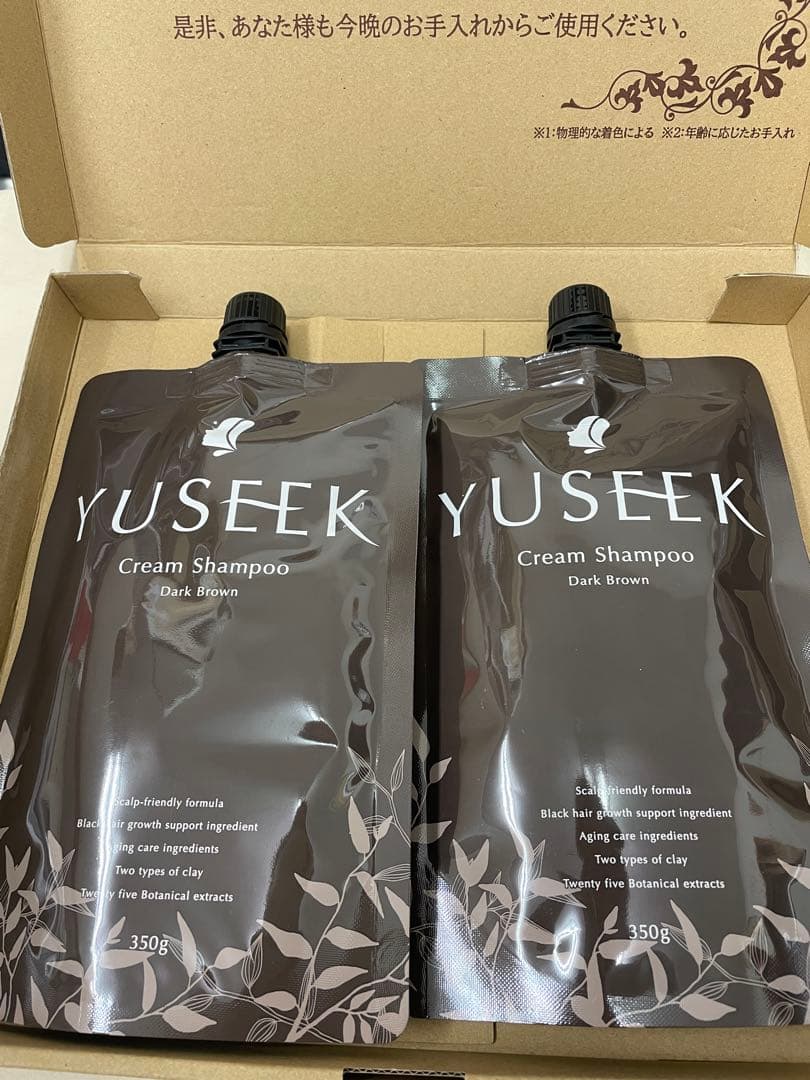 是非、あなた様も今晩のお手入れからご使用ください。
※1:物理的な着色による ※2:年齢に応じたお手入れ
YUSEEK
Cream Shampoo
Dark Brown
Scalp-friendly formula
Black hair growth support ingredient
Aging care ingredients
Two types of clay
Twenty five Botanical extracts
350g
YUSEEK
Cream Shampoo
Dark Brown
Scalp-friendly formula
Black hair growth support ingredient
Aging care ingredients
Two types of clay
Twenty five Botanical extracts
350g